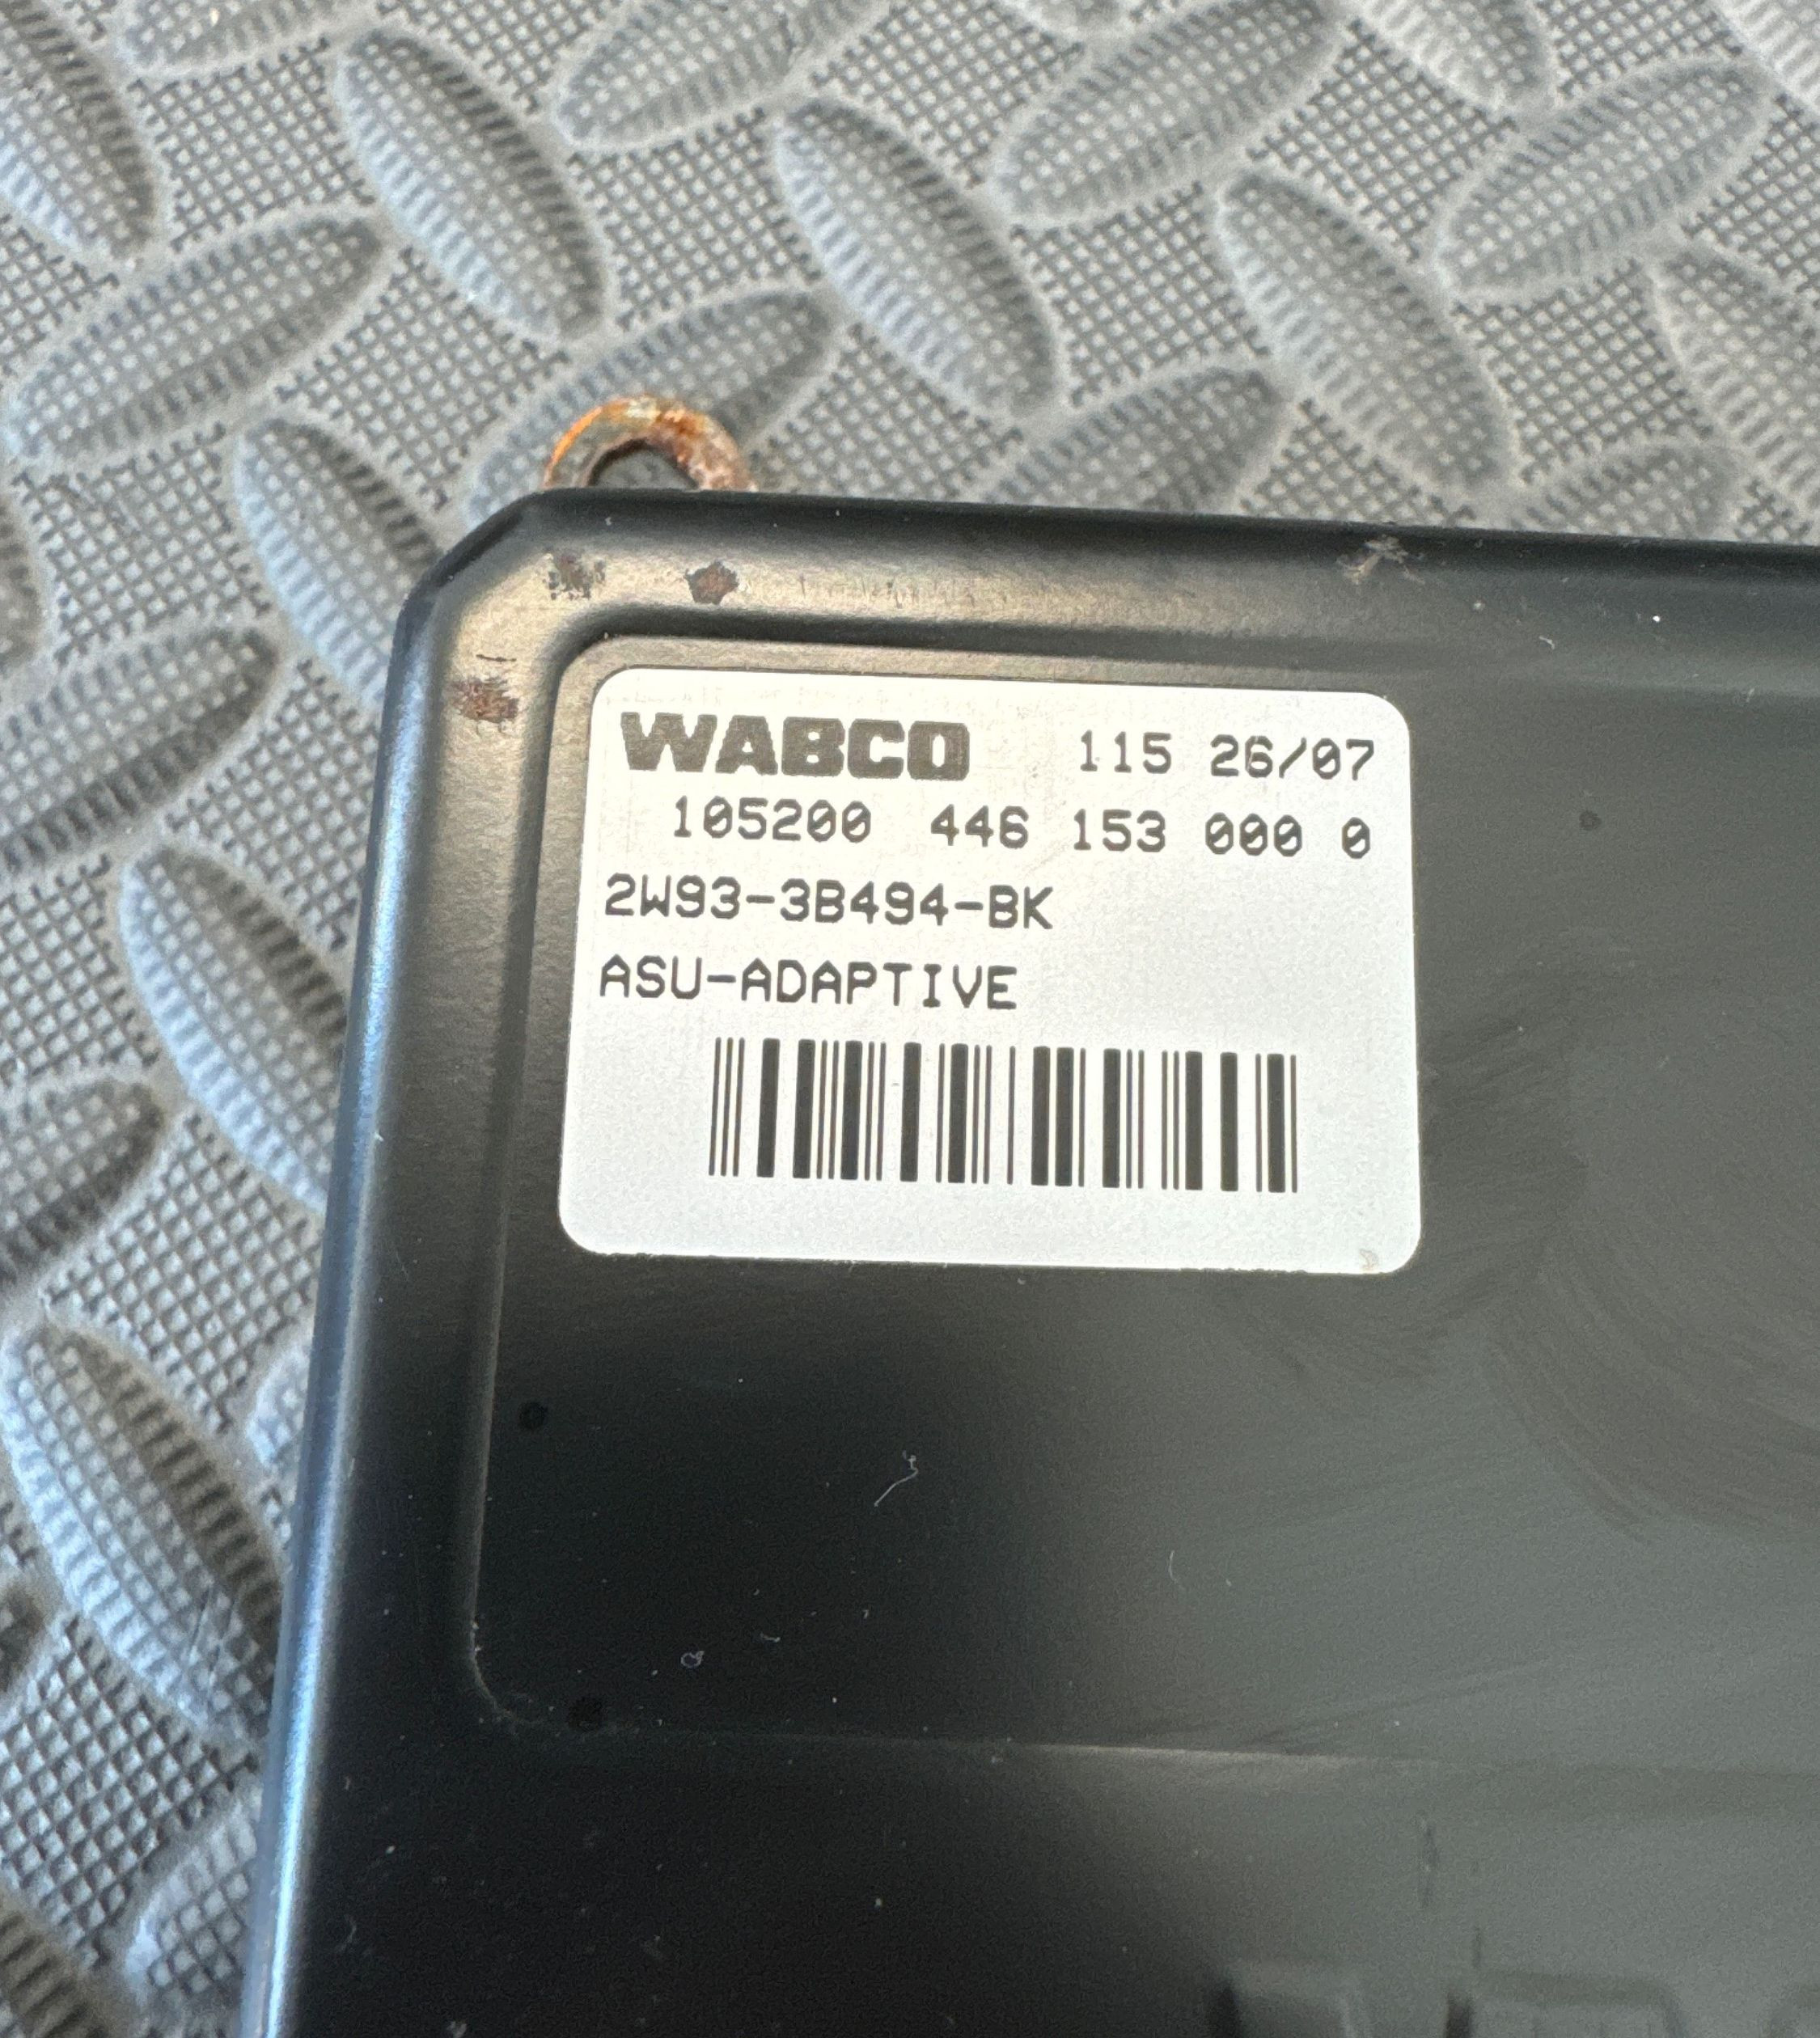 WABCO 115 26/07
105200 446 153 000 0
2W93-3B494-BK
ASU-ADAPTIVE